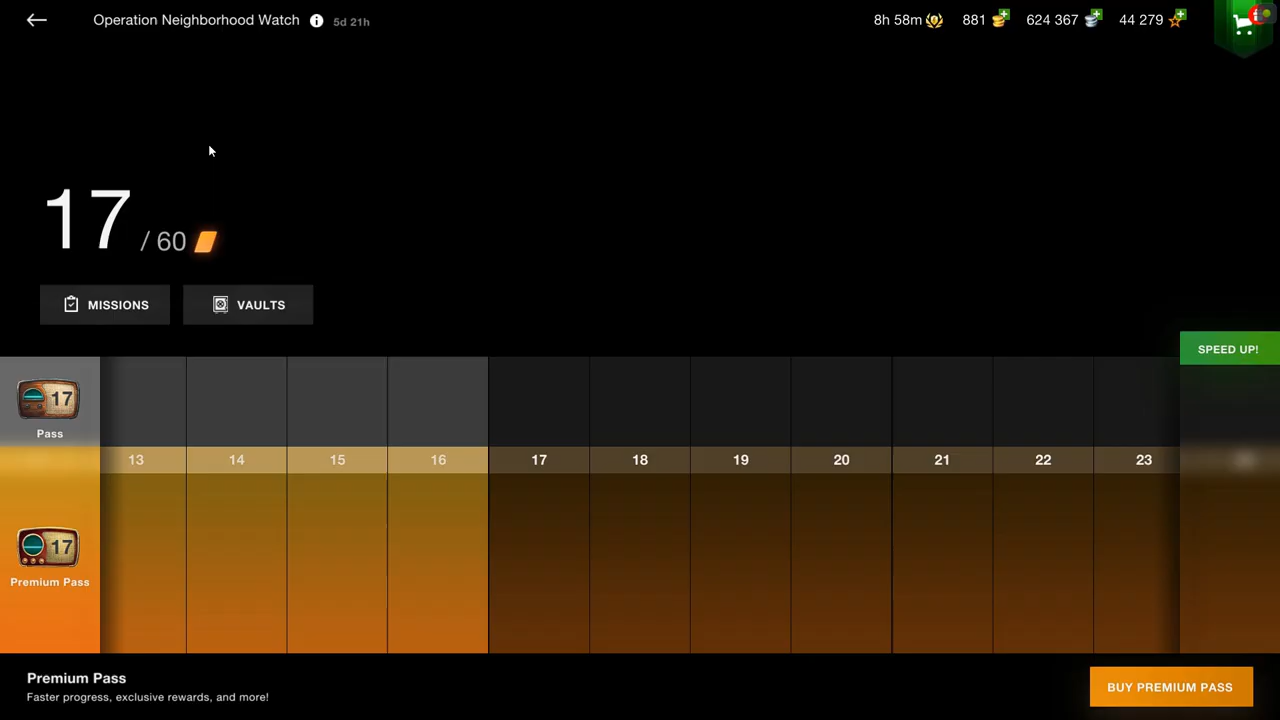 Operation Neighborhood Watch 5d 21h 8h 58m 881 624 367 44 279
17 / 60
MISSIONS VAULTS
SPEED UP!
17
Pass
13 14 15 16 17 18 19 20 21 22 23
17
Premium Pass
Premium Pass
Faster progress, exclusive rewards, and more!
BUY PREMIUM PASS